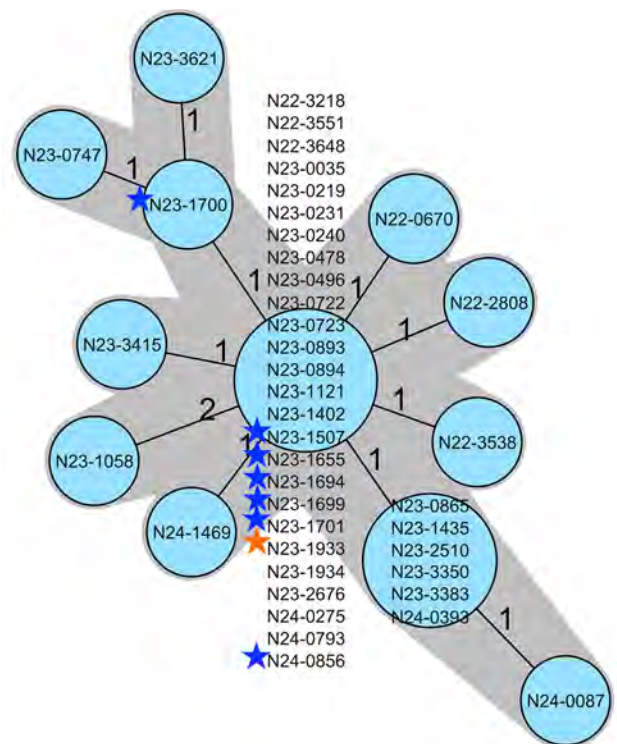 N23-3621
1
N23-0747
1
N23-1700
1
N22-3218
N22-3551
N22-3648
N23-0035
N23-0219
N23-0231
N23-0240
N23-0478
N23-0496
N23-0722
N23-0723
N23-0893
N23-0894
N23-1121
N23-1402
N23-1507
N23-1655
N23-1694
N23-1699
N23-1701
N23-1933
N23-1934
N23-2676
N24-0275
N24-0793
N24-0856
N22-0670
1
N22-2808
1
N23-3415
1
N22-3538
1
N23-1058
2
N24-1469
1
1
N23-0865
N23-1435
N23-2510
N23-3350
N23-3383
N24-0393
1
N24-0087